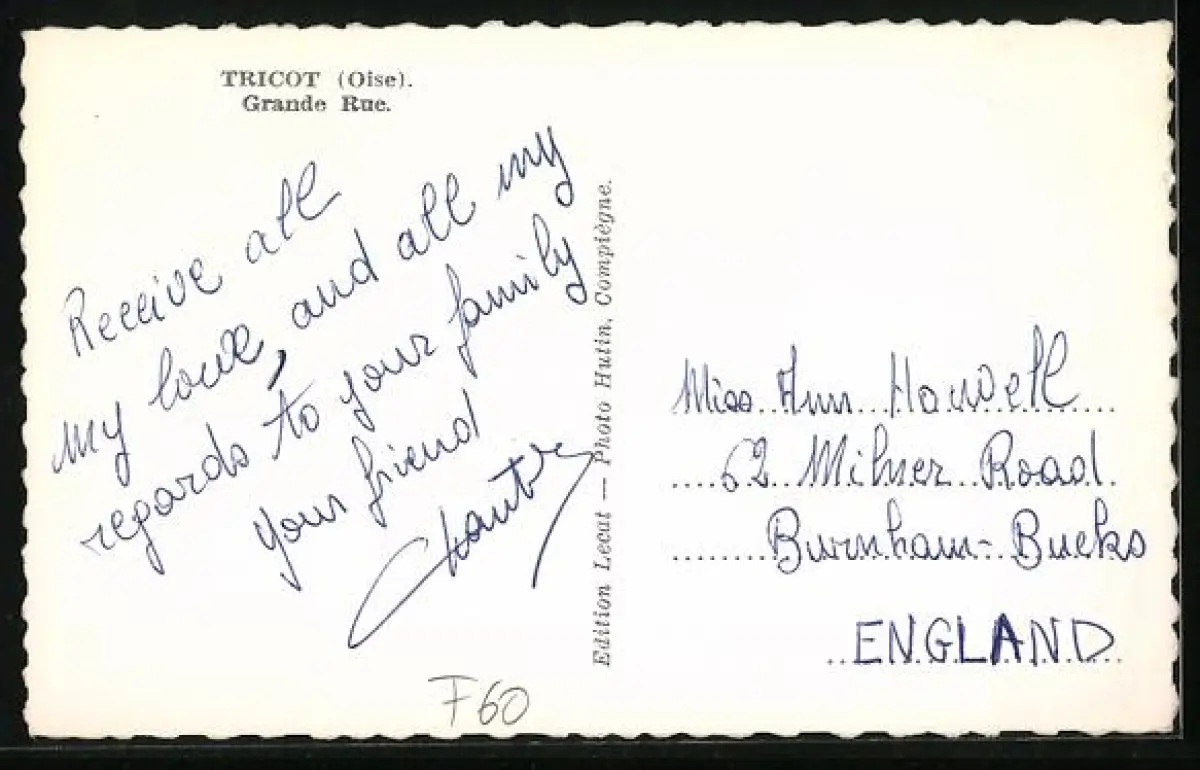 TRICOT (Oise).
Grande Rue.
Receive all
my love, and all my
regards to your family
your friend
Edition Lecat — Photo Hutin, Compiègne.
Miss Ann Howell
62 Milner Road
Burnham-Bucks
ENGLAND
F60